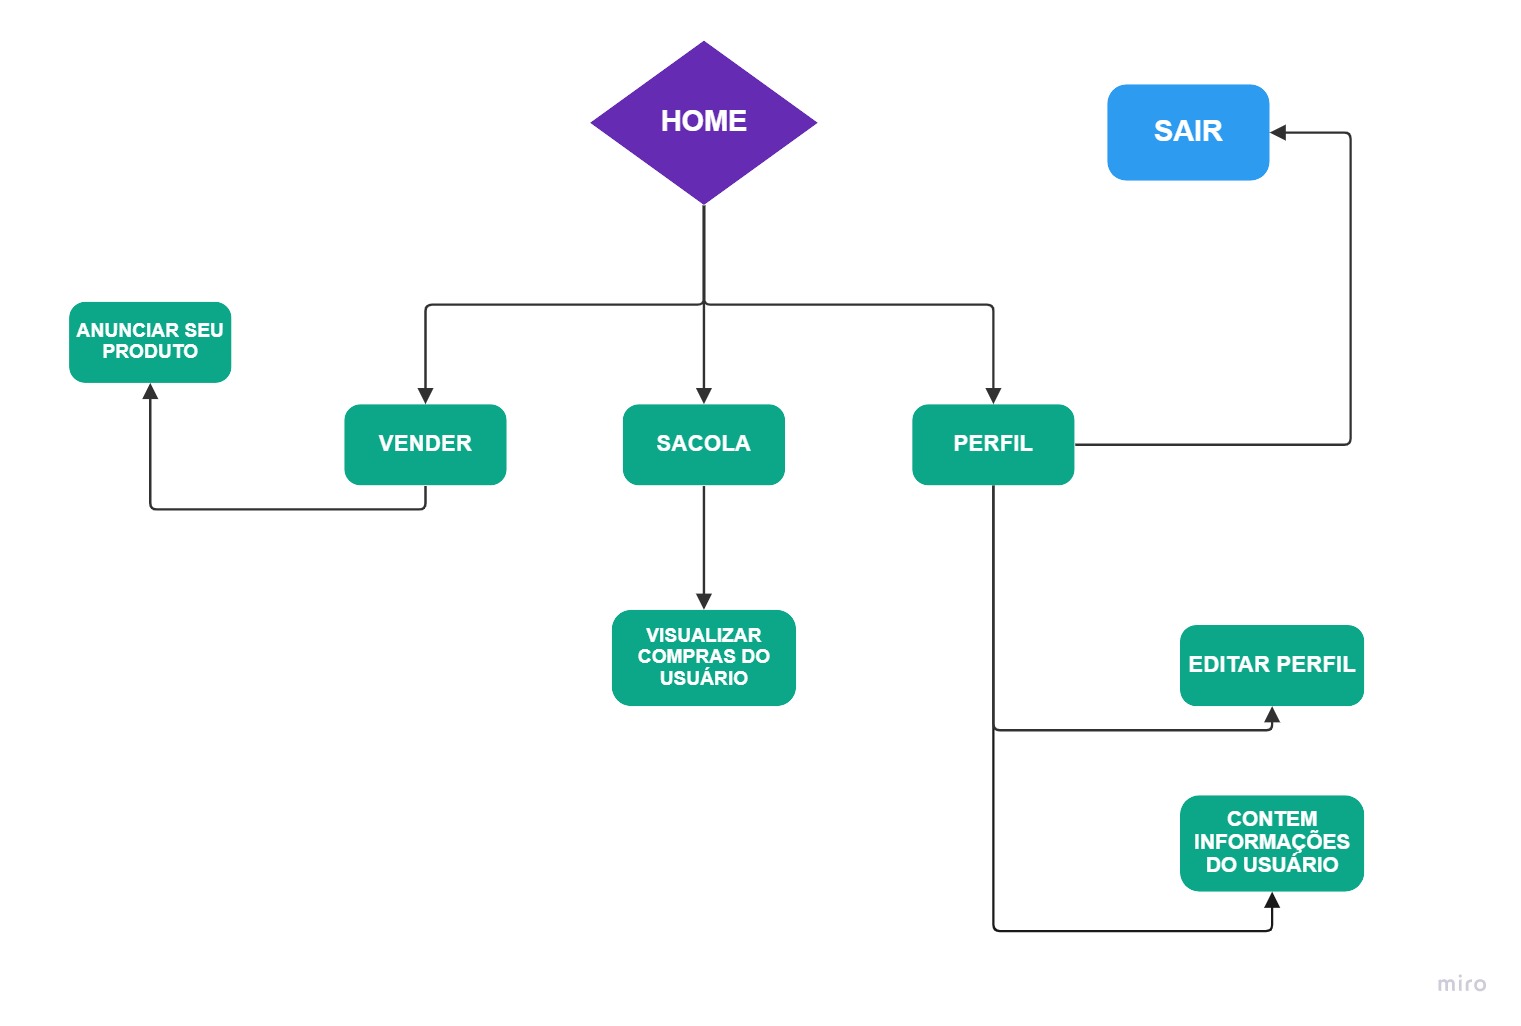 HOME
SAIR
ANUNCIAR SEU
PRODUTO
VENDER
SACOLA
PERFIL
VISUALIZAR
COMPRAS DO
USUÁRIO
EDITAR PERFIL
CONTEM
INFORMAÇÕES
DO USUÁRIO
miro